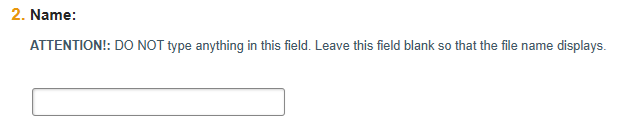 2. Name:
ATTENTION!: DO NOT type anything in this field. Leave this field blank so that the file name displays.